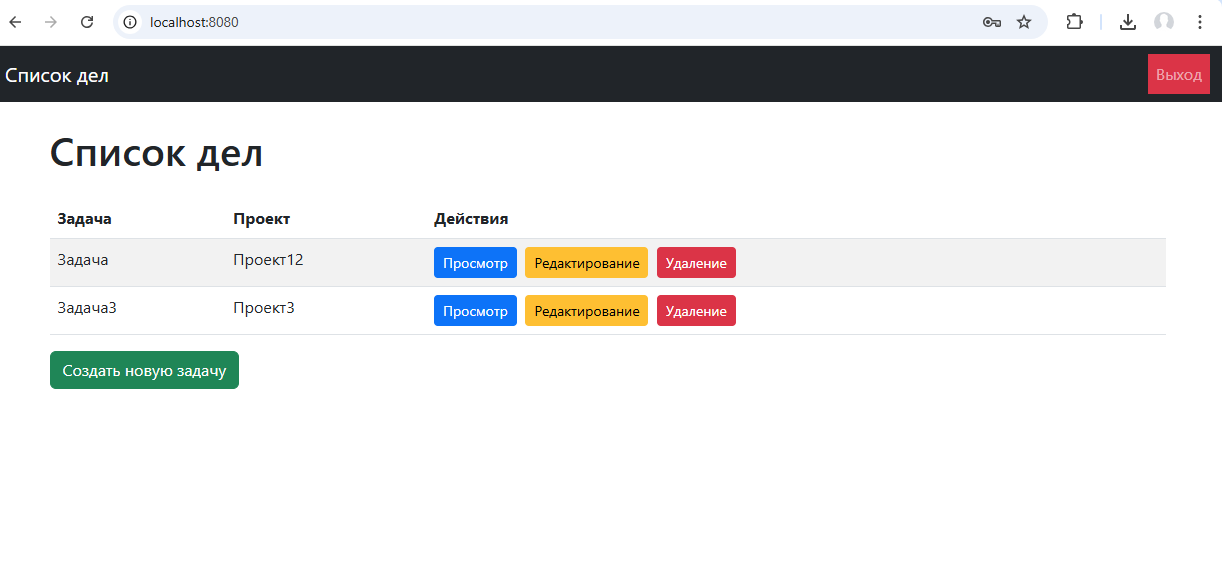 localhost:8080
Список дел Выход
Список дел
Задача Проект Действия
Задача Проект12 Просмотр Редактирование Удаление
Задача3 Проект3 Просмотр Редактирование Удаление
Создать новую задачу